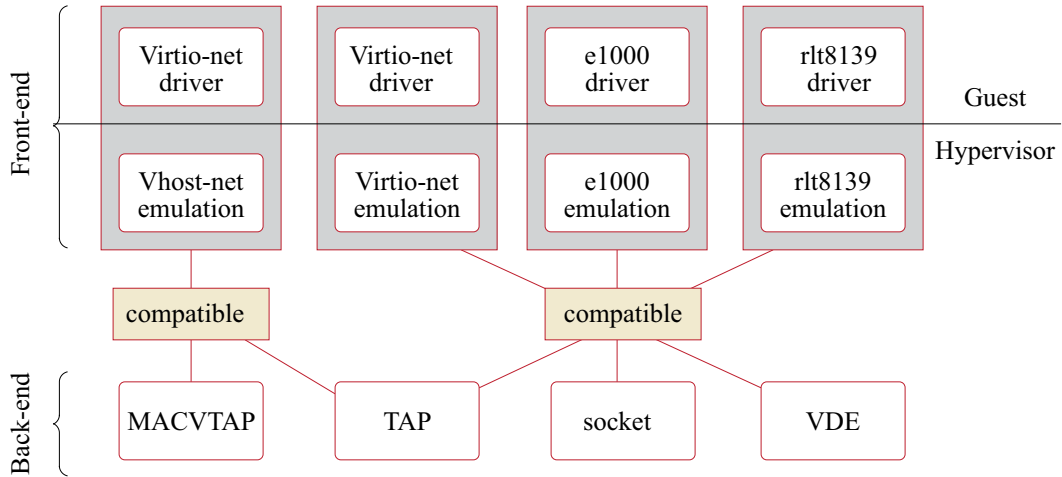 Front-end
Virtio-net
driver
Virtio-net
driver
e1000
driver
rlt8139
driver
Guest
Hypervisor
Vhost-net
emulation
Virtio-net
emulation
e1000
emulation
rlt8139
emulation
compatible
compatible
Back-end
MACVTAP
TAP
socket
VDE